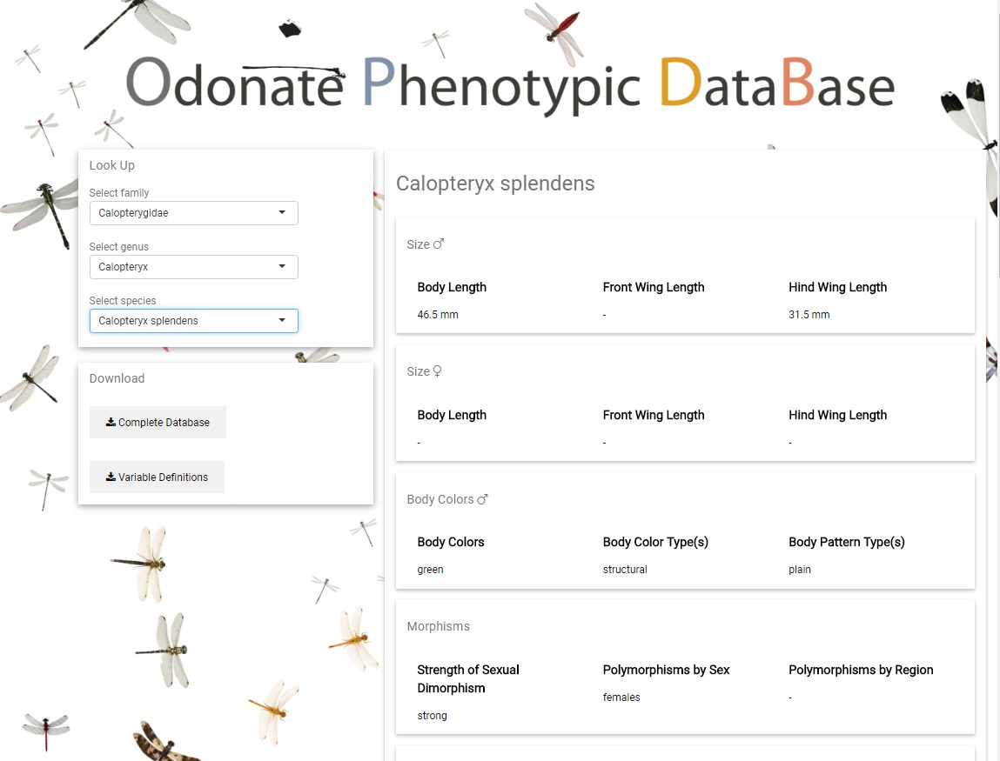 Odonate Phenotypic DataBase
Look Up
Select family
Calopterygidae
Select genus
Calopteryx
Select species
Calopteryx splendens
Download
Complete Database
Variable Definitions
Calopteryx splendens
Size ♂
Body Length Front Wing Length Hind Wing Length
46.5 mm - 31.5 mm
Size ♀
Body Length Front Wing Length Hind Wing Length
- - -
Body Colors ♂
Body Colors Body Color Type(s) Body Pattern Type(s)
green structural plain
Morphisms
Strength of Sexual
Dimorphism
strong
Polymorphisms by Sex
females
Polymorphisms by Region
-